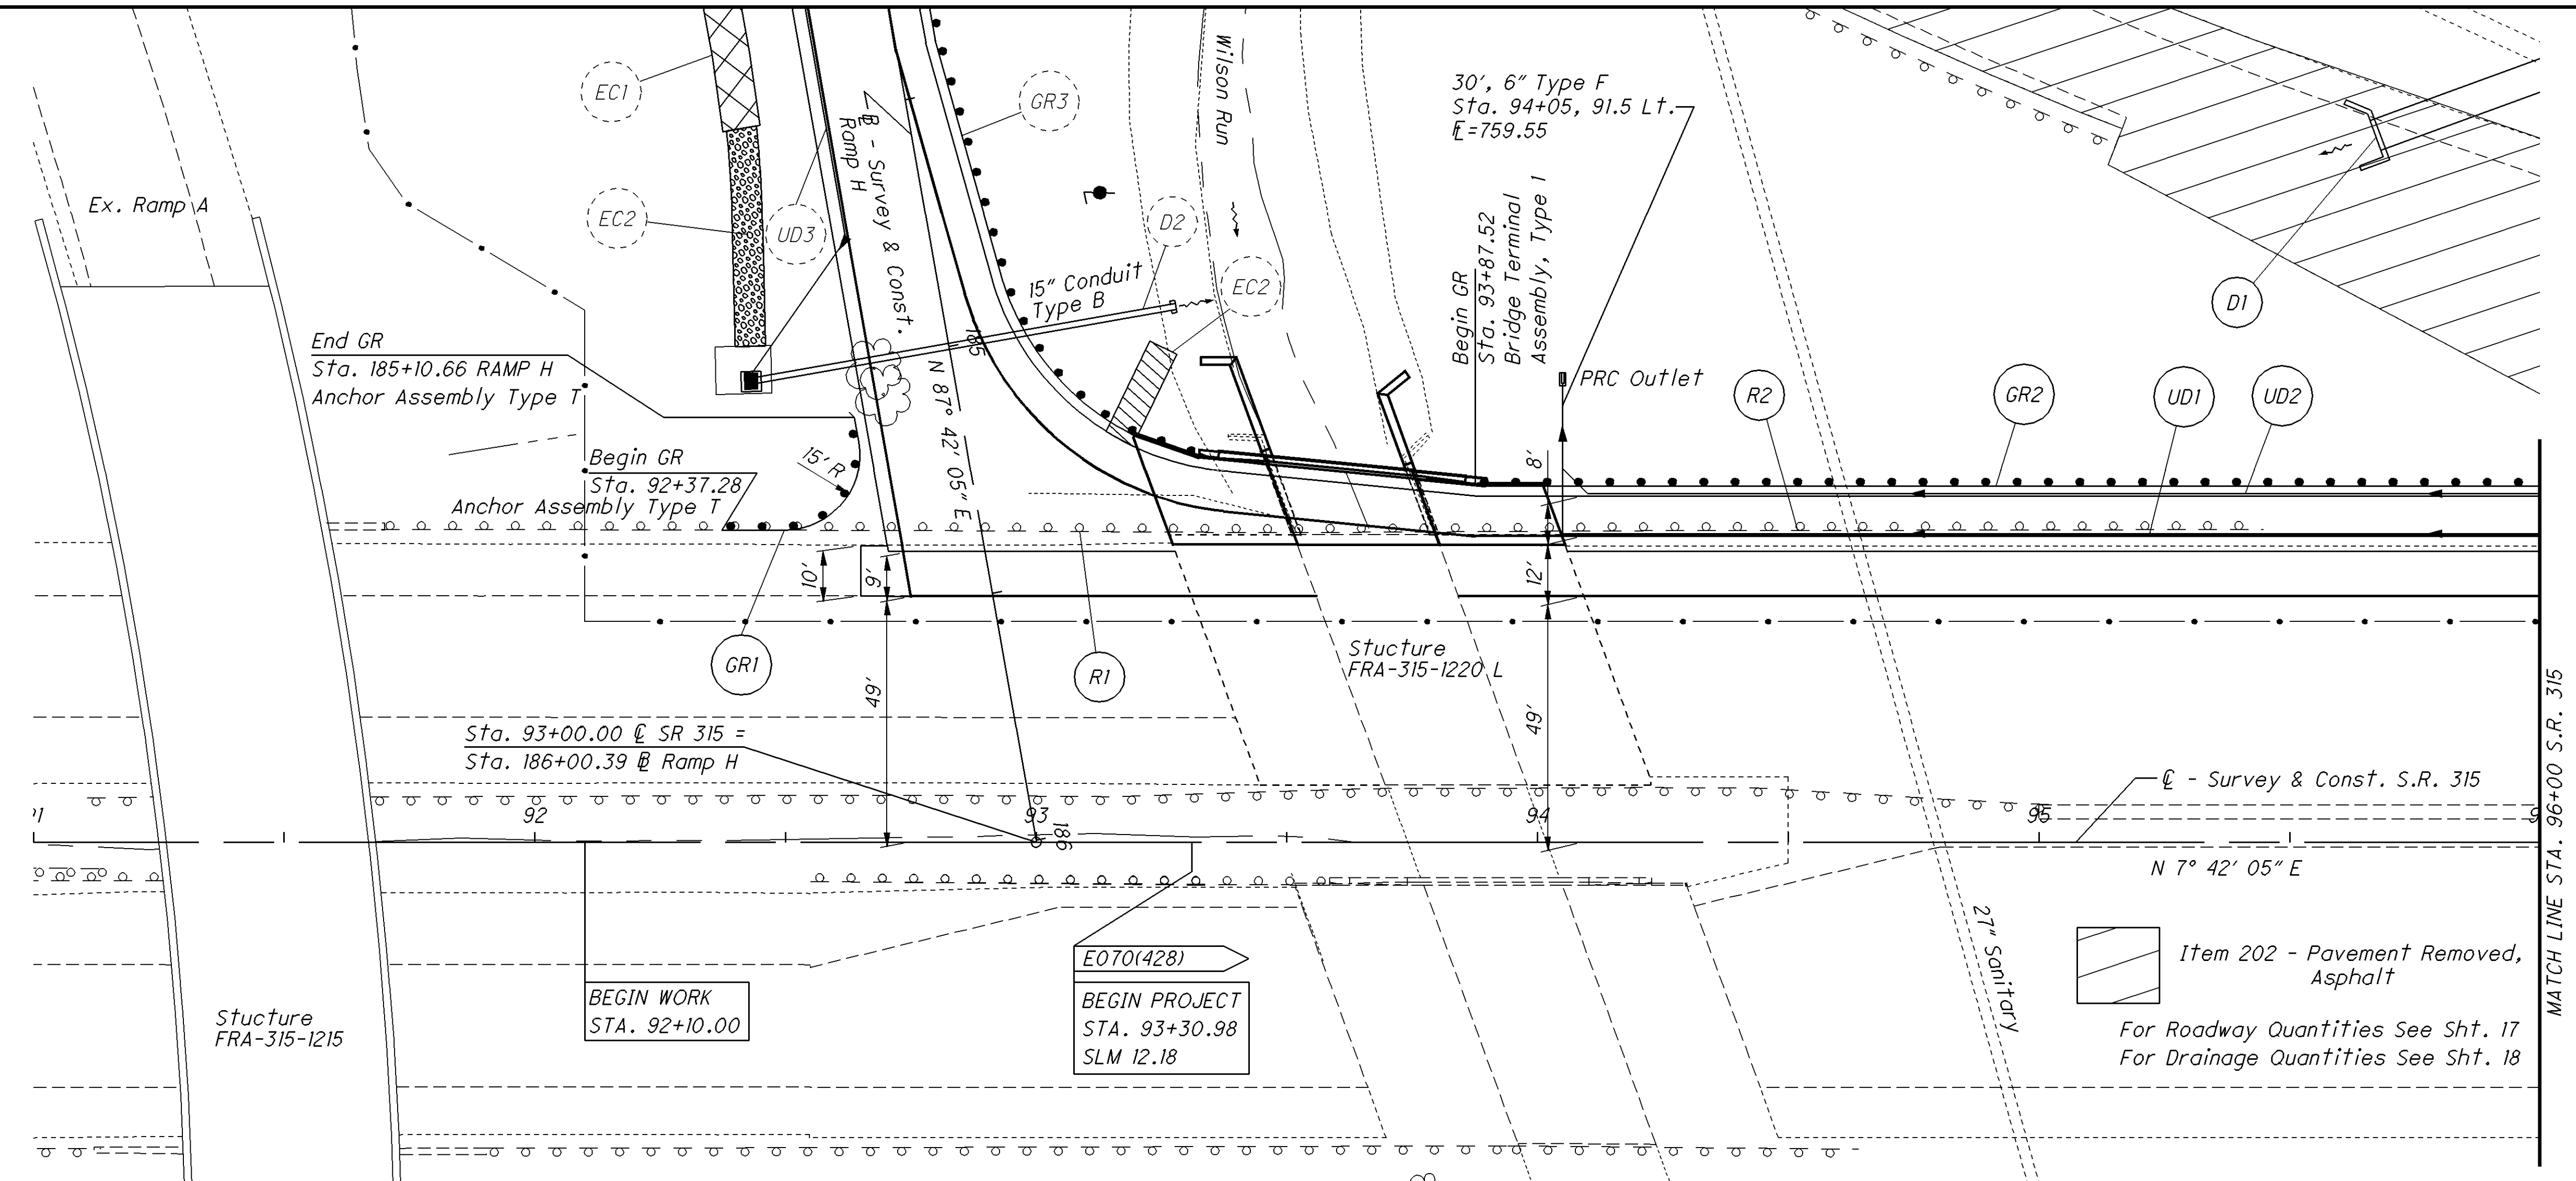 Ex. Ramp A
EC1
EC2
UD3
℄ - Survey & Const.
Ramp H
GR3
Wilson Run
D2
15" Conduit
Type B
EC2
30', 6" Type F
Sta. 94+05, 91.5 Lt.
FL=759.55
Begin GR
Sta. 93+87.52
Bridge Terminal
Assembly, Type 1
D1
End GR
Sta. 185+10.66 RAMP H
Anchor Assembly Type T
185
N 87° 42' 05" E
PRC Outlet
R2
GR2
UD1
UD2
Begin GR
Sta. 92+37.28
Anchor Assembly Type T
15' R
8'
10'
12'
GR1
R1
49'
49'
Stucture
FRA-315-1220 L
Sta. 93+00.00 ℄ SR 315 =
Sta. 186+00.39 BL Ramp H
℄ - Survey & Const. S.R. 315
92
93
94
95
186
N 7° 42' 05" E
27" Sanitary
MATCH LINE STA. 96+00 S.R. 315
E070(428)
BEGIN WORK
STA. 92+10.00
BEGIN PROJECT
STA. 93+30.98
SLM 12.18
Stucture
FRA-315-1215
Item 202 - Pavement Removed,
Asphalt
For Roadway Quantities See Sht. 17
For Drainage Quantities See Sht. 18